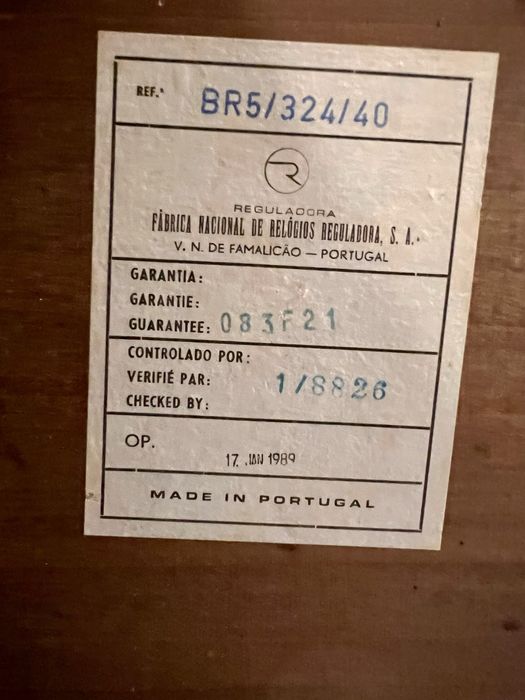 REF.ª BR5/324/40
R
REGULADORA
FÁBRICA NACIONAL DE RELÓGIOS REGULADORA, S. A.
V. N. DE FAMALICÃO — PORTUGAL
GARANTIA:
GARANTIE:
GUARANTEE: 083F21
CONTROLADO POR:
VERIFIÉ PAR: 1/8826
CHECKED BY:
OP.
17. JAN 1989
MADE IN PORTUGAL